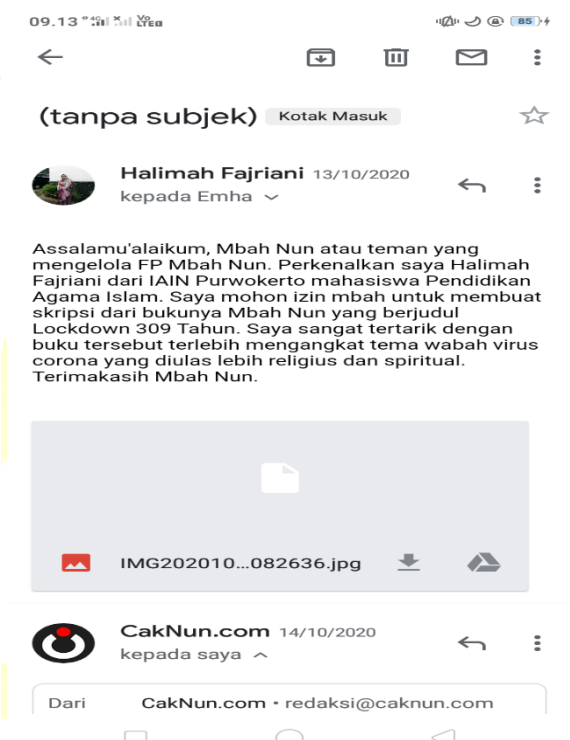 09.13
85
(tanpa subjek) Kotak Masuk
Halimah Fajriani 13/10/2020
kepada Emha
Assalamu'alaikum, Mbah Nun atau teman yang
mengelola FP Mbah Nun. Perkenalkan saya Halimah
Fajriani dari IAIN Purwokerto mahasiswa Pendidikan
Agama Islam. Saya mohon izin mbah untuk membuat
skripsi dari bukunya Mbah Nun yang berjudul
Lockdown 309 Tahun. Saya sangat tertarik dengan
buku tersebut terlebih mengangkat tema wabah virus
corona yang diulas lebih religius dan spiritual.
Terimakasih Mbah Nun.
IMG202010...082636.jpg
CakNun.com 14/10/2020
kepada saya
Dari CakNun.com • redaksi@caknun.com